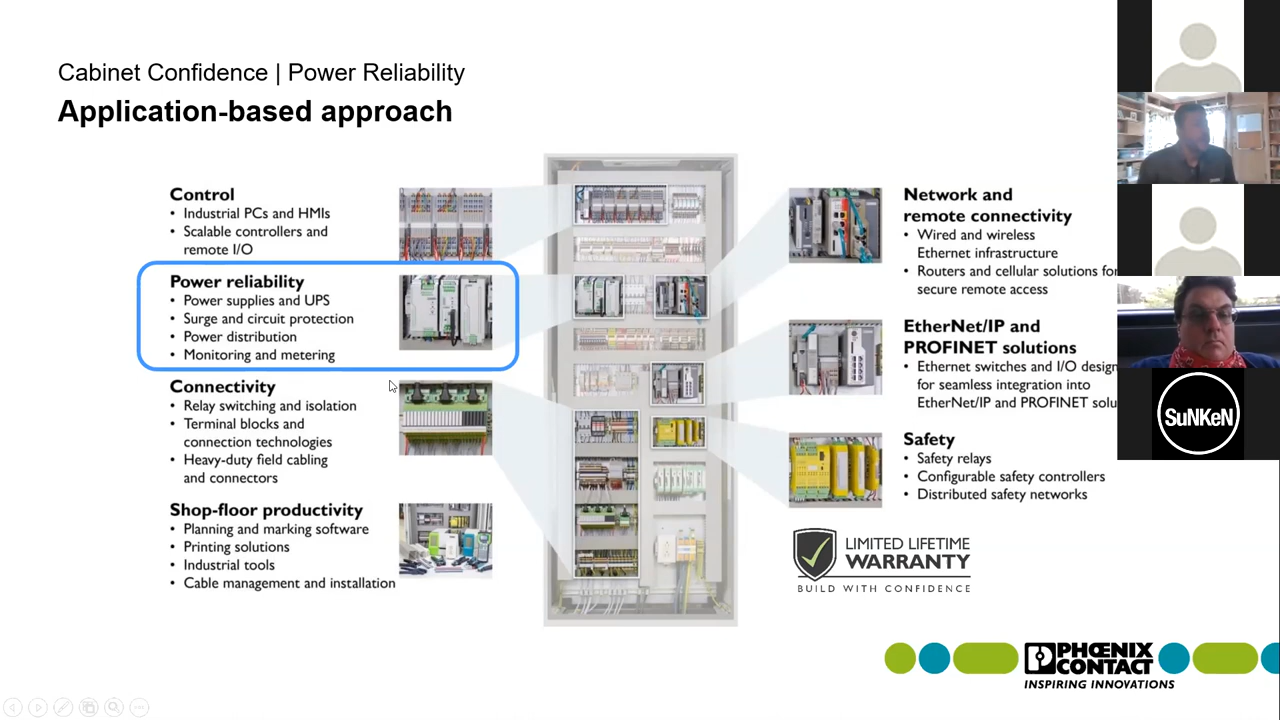 Cabinet Confidence | Power Reliability
Application-based approach
Control
• Industrial PCs and HMIs
• Scalable controllers and
remote I/O
Power reliability
• Power supplies and UPS
• Surge and circuit protection
• Power distribution
• Monitoring and metering
Connectivity
• Relay switching and isolation
• Terminal blocks and
connection technologies
• Heavy-duty field cabling
and connectors
Shop-floor productivity
• Planning and marking software
• Printing solutions
• Industrial tools
• Cable management and installation
Network and
remote connectivity
• Wired and wireless
Ethernet infrastructure
• Routers and cellular solutions for
secure remote access
EtherNet/IP and
PROFINET solutions
• Ethernet switches and I/O design
for seamless integration into
EtherNet/IP and PROFINET solu
Safety
• Safety relays
• Configurable safety controllers
• Distributed safety networks
LIMITED LIFETIME
WARRANTY
BUILD WITH CONFIDENCE
PHŒNIX
CONTACT
INSPIRING INNOVATIONS
SuNKeN